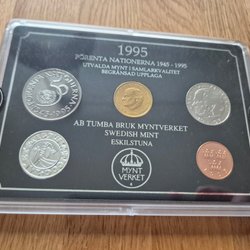 1995
FÖRENTA NATIONERNA 1945 - 1995
UTVALDA MYNT I SAMLARKVALITET
BEGRÄNSAD UPPLAGA
AB TUMBA BRUK MYNTVERKET
SWEDISH MINT
ESKILSTUNA
MYNT
VERKET